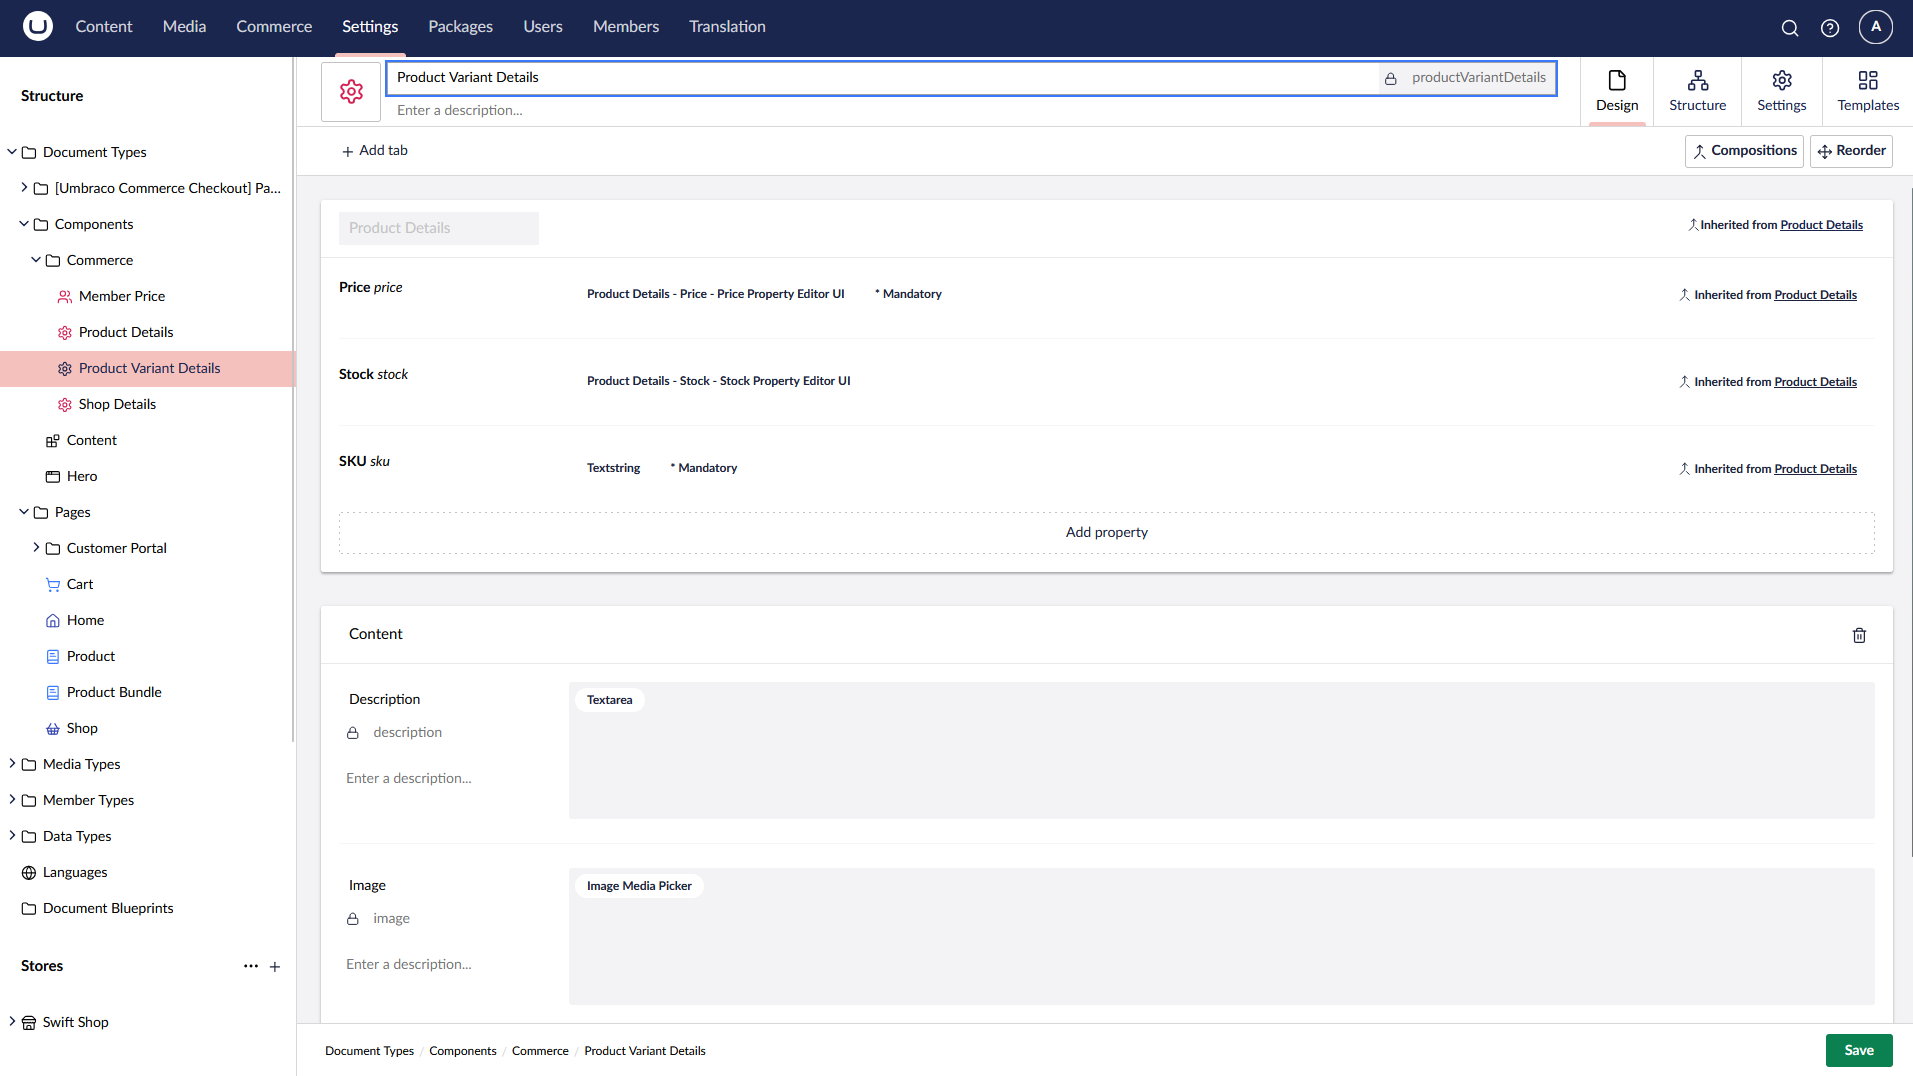 Content Media Commerce Settings Packages Users Members Translation
A
Structure
Document Types
[Umbraco Commerce Checkout] Pa...
Components
Commerce
Member Price
Product Details
Product Variant Details
Shop Details
Content
Hero
Pages
Customer Portal
Cart
Home
Product
Product Bundle
Shop
Media Types
Member Types
Data Types
Languages
Document Blueprints
Stores
Swift Shop
Product Variant Details productVariantDetails
Enter a description...
Design Structure Settings Templates
Add tab
Compositions Reorder
Product Details Inherited from Product Details
Price price Product Details - Price - Price Property Editor UI * Mandatory Inherited from Product Details
Stock stock Product Details - Stock - Stock Property Editor UI Inherited from Product Details
SKU sku Textstring * Mandatory Inherited from Product Details
Add property
Content
Description Textarea
description
Enter a description...
Image Image Media Picker
image
Enter a description...
Document Types / Components / Commerce / Product Variant Details
Save